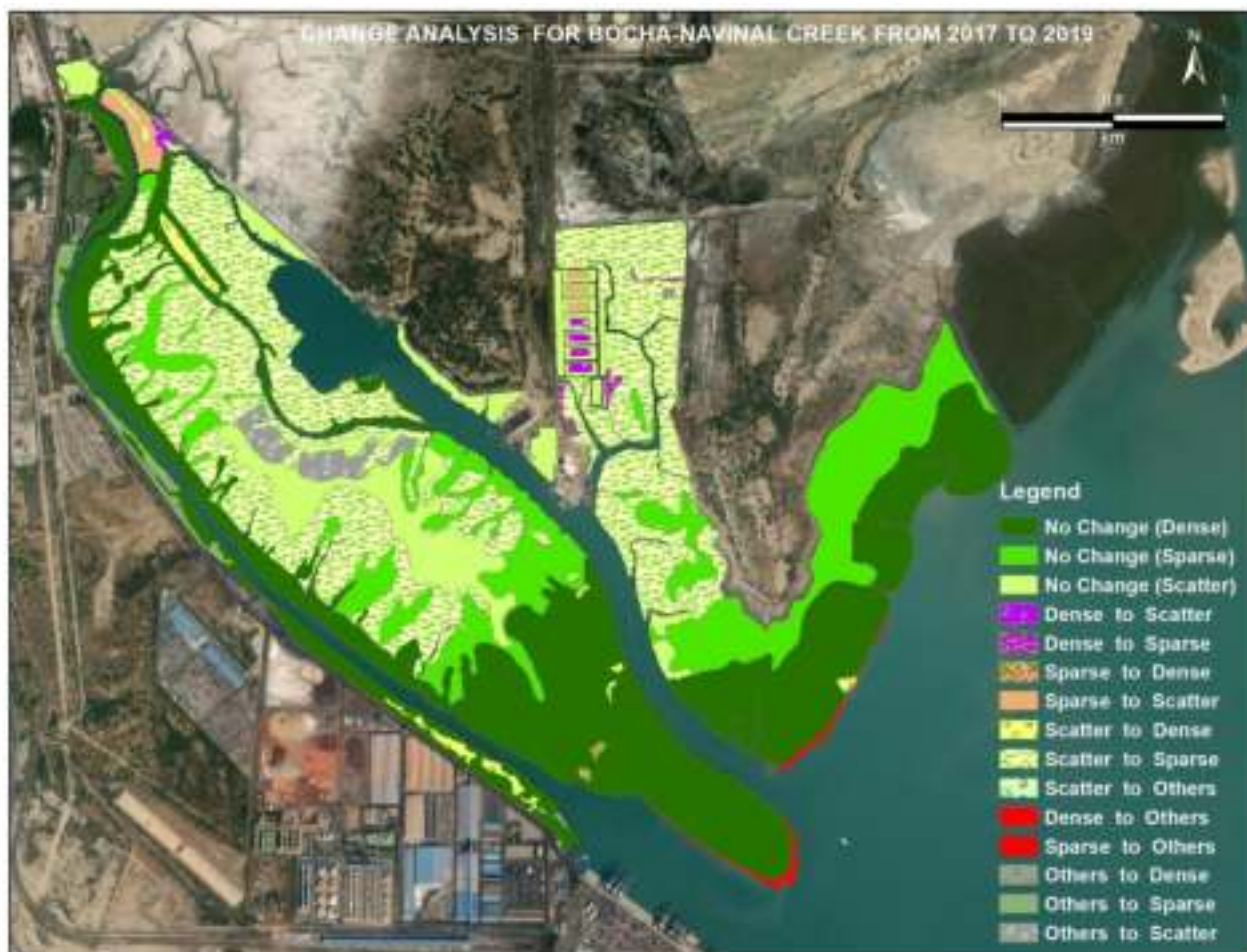 CHANGE ANALYSIS FOR BOCHA-NAVINAL CREEK FROM 2017 TO 2019
N
1
km
Legend
No Change (Dense)
No Change (Sparse)
No Change (Scatter)
Dense to Scatter
Dense to Sparse
Sparse to Dense
Sparse to Scatter
Scatter to Dense
Scatter to Sparse
Scatter to Others
Dense to Others
Sparse to Others
Others to Dense
Others to Sparse
Others to Scatter